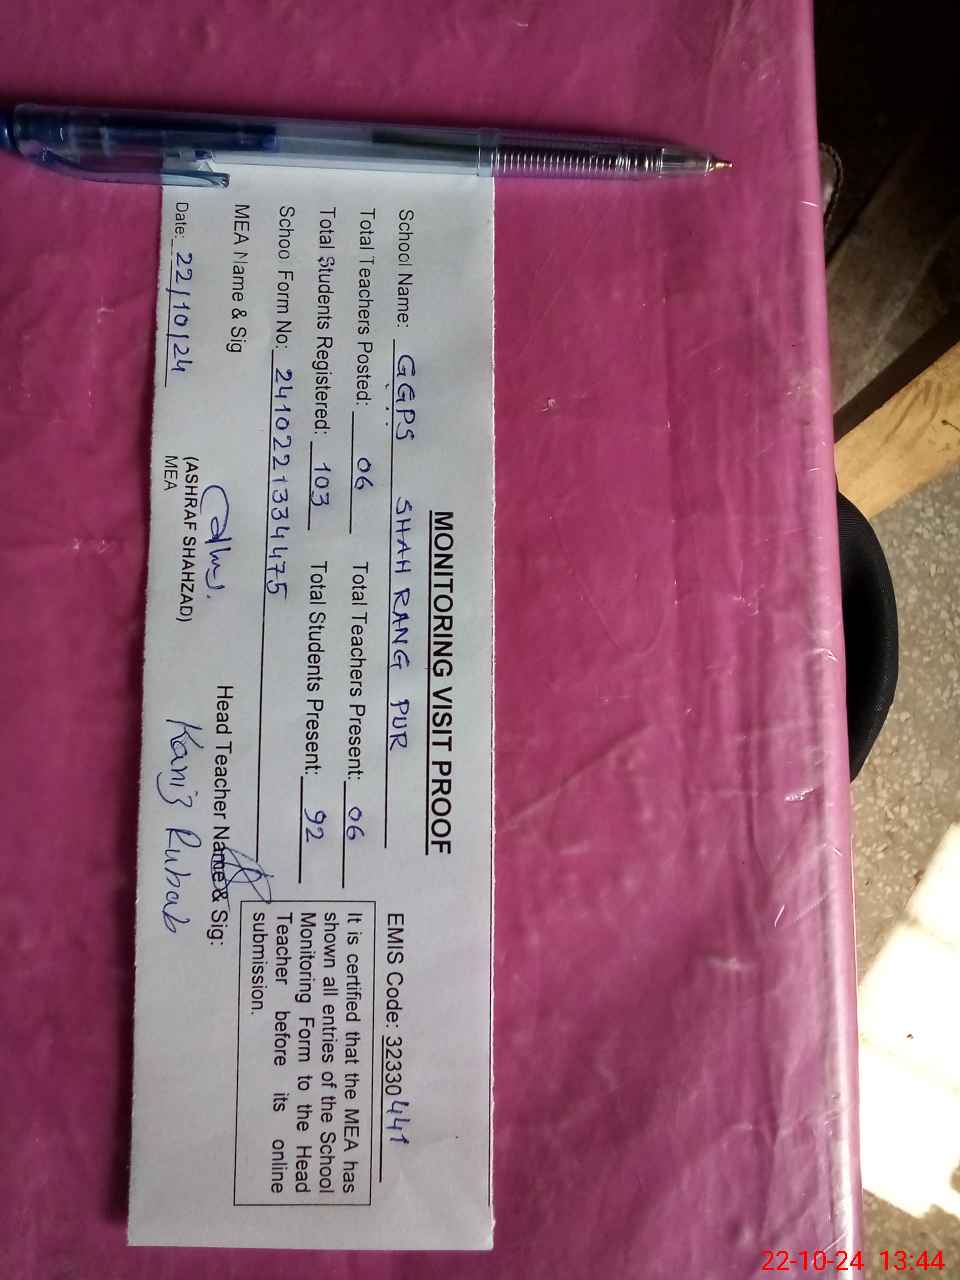 MONITORING VISIT PROOF
School Name: GGPS SHAH RANG PUR EMIS Code: 32330441
Total Teachers Posted: 06 Total Teachers Present: 06
Total Students Registered: 103 Total Students Present: 92
Schoo Form No: 2410221334475
It is certified that the MEA has
shown all entries of the School
Monitoring Form to the Head
Teacher before its online
submission.
MEA Name & Sig Head Teacher Name & Sig:
(ASHRAF SHAHZAD)
MEA
Kaniz Rubab
Date: 22/10/24
22-10-24 13:44